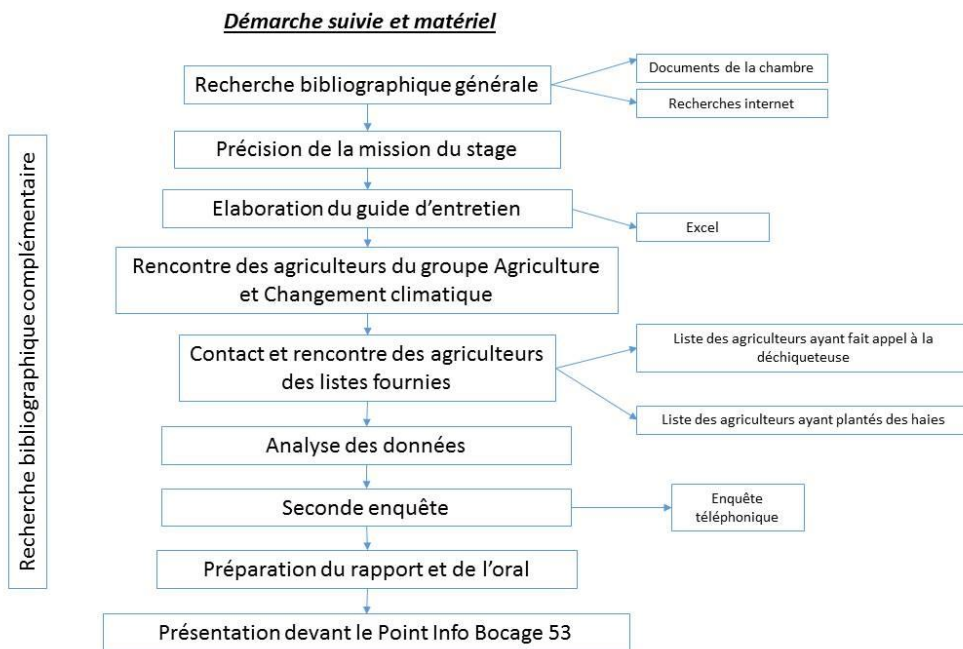 Démarche suivie et matériel
Recherche bibliographique générale
Documents de la chambre
Recherches internet
Recherche bibliographique complémentaire
Précision de la mission du stage
Elaboration du guide d'entretien
Excel
Rencontre des agriculteurs du groupe Agriculture
et Changement climatique
Contact et rencontre des agriculteurs
des listes fournies
Liste des agriculteurs ayant fait appel à la
déchiqueteuse
Liste des agriculteurs ayant plantés des haies
Analyse des données
Seconde enquête
Enquête
téléphonique
Préparation du rapport et de l'oral
Présentation devant le Point Info Bocage 53